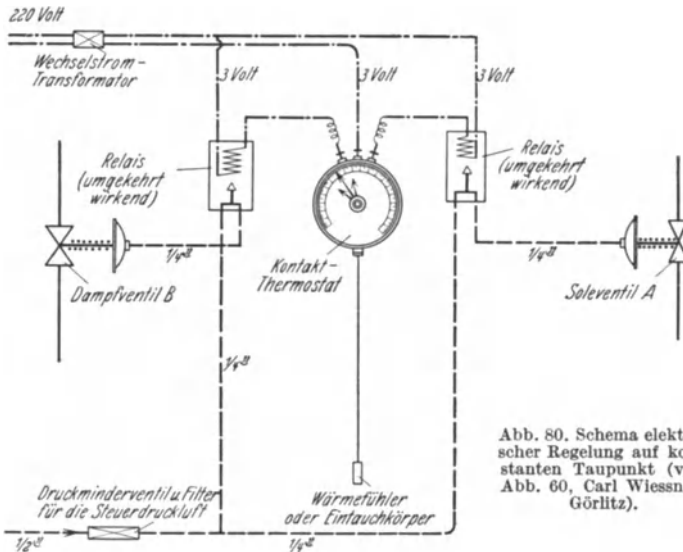 220 Volt
Wechselstrom-
Transformator
3 Volt
3 Volt
3 Volt
Relais
(umgekehrt
wirkend)
Relais
(umgekehrt
wirkend)
1/4"
Kontakt-
Thermostat
1/4"
Dampfventil B
Soleventil A
1/4"
Druckminderventil u. Filter
für die Steuerdruckluft
Wärmefühler
oder Eintauchkörper
1/2"
1/4"
Abb. 80. Schema elekt
scher Regelung auf ko
stanten Taupunkt (v
Abb. 60, Carl Wiessn
Görlitz).